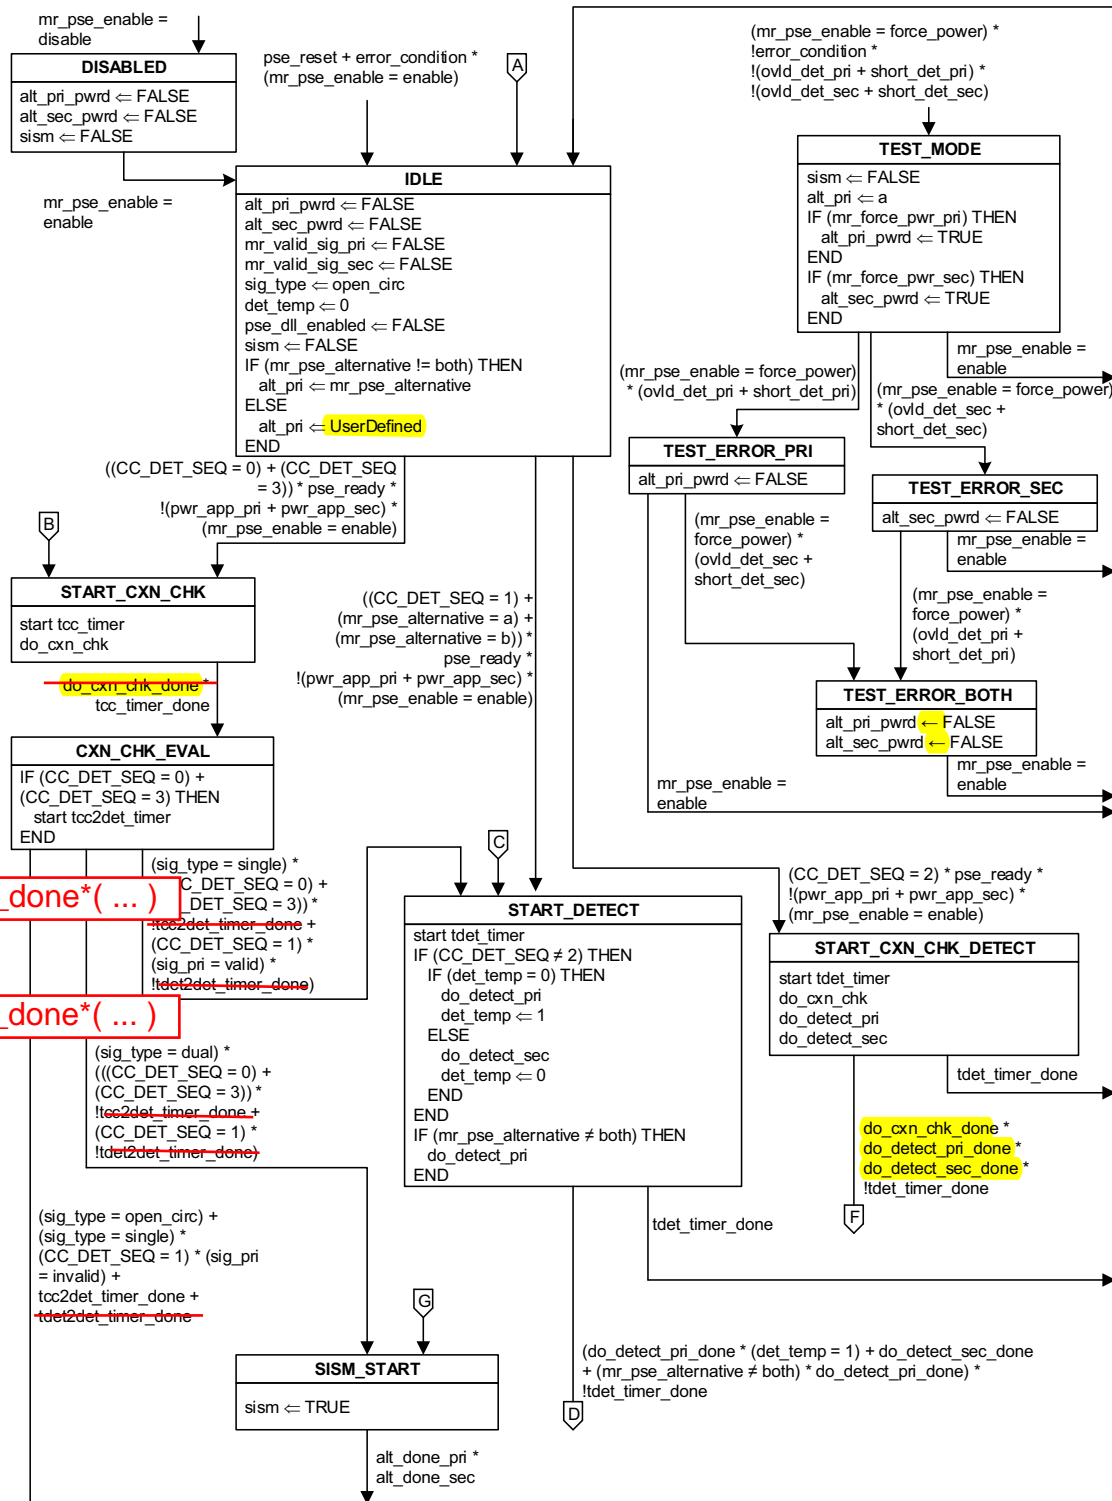 mr_pse_enable =
disable
DISABLED
alt_pri_pwrd ⇐ FALSE
alt_sec_pwrd ⇐ FALSE
sism ⇐ FALSE
mr_pse_enable =
enable
pse_reset + error_condition *
(mr_pse_enable = enable)
A
IDLE
alt_pri_pwrd ⇐ FALSE
alt_sec_pwrd ⇐ FALSE
mr_valid_sig_pri ⇐ FALSE
mr_valid_sig_sec ⇐ FALSE
sig_type ⇐ open_circ
det_temp ⇐ 0
pse_dll_enabled ⇐ FALSE
sism ⇐ FALSE
IF (mr_pse_alternative != both) THEN
alt_pri ⇐ mr_pse_alternative
ELSE
alt_pri ⇐ UserDefined
END
(mr_pse_enable = force_power) *
!error_condition *
!(ovld_det_pri + short_det_pri) *
!(ovld_det_sec + short_det_sec)
TEST_MODE
sism ⇐ FALSE
alt_pri ⇐ a
IF (mr_force_pwr_pri) THEN
alt_pri_pwrd ⇐ TRUE
END
IF (mr_force_pwr_sec) THEN
alt_sec_pwrd ⇐ TRUE
END
mr_pse_enable =
enable
(mr_pse_enable = force_power)
* (ovld_det_pri + short_det_pri)
(mr_pse_enable = force_power)
* (ovld_det_sec +
short_det_sec)
TEST_ERROR_PRI
alt_pri_pwrd ⇐ FALSE
TEST_ERROR_SEC
alt_sec_pwrd ⇐ FALSE
(mr_pse_enable =
force_power) *
(ovld_det_sec +
short_det_sec)
mr_pse_enable =
enable
(mr_pse_enable =
force_power) *
(ovld_det_pri +
short_det_pri)
TEST_ERROR_BOTH
alt_pri_pwrd ← FALSE
alt_sec_pwrd ← FALSE
mr_pse_enable =
enable
mr_pse_enable =
enable
((CC_DET_SEQ = 0) + (CC_DET_SEQ
= 3)) * pse_ready *
!(pwr_app_pri + pwr_app_sec) *
(mr_pse_enable = enable)
B
START_CXN_CHK
start tcc_timer
do_cxn_chk
do_cxn_chk_done *
tcc_timer_done
CXN_CHK_EVAL
IF (CC_DET_SEQ = 0) +
(CC_DET_SEQ = 3) THEN
start tcc2det_timer
END
((CC_DET_SEQ = 1) +
(mr_pse_alternative = a) +
(mr_pse_alternative = b)) *
pse_ready *
!(pwr_app_pri + pwr_app_sec) *
(mr_pse_enable = enable)
(sig_type = single) *
_done*( ... )
C_DET_SEQ = 0) +
DET_SEQ = 3)) *
!tcc2det_timer_done +
(CC_DET_SEQ = 1) *
(sig_pri = valid) *
!tdet2det_timer_done)
_done*( ... )
(sig_type = dual) *
(((CC_DET_SEQ = 0) +
(CC_DET_SEQ = 3)) *
!tcc2det_timer_done +
(CC_DET_SEQ = 1) *
!tdet2det_timer_done)
(sig_type = open_circ) +
(sig_type = single) *
(CC_DET_SEQ = 1) * (sig_pri
= invalid) +
tcc2det_timer_done +
tdet2det_timer_done
C
START_DETECT
start tdet_timer
IF (CC_DET_SEQ ≠ 2) THEN
IF (det_temp = 0) THEN
do_detect_pri
det_temp ⇐ 1
ELSE
do_detect_sec
det_temp ⇐ 0
END
END
IF (mr_pse_alternative ≠ both) THEN
do_detect_pri
END
tdet_timer_done
(CC_DET_SEQ = 2) * pse_ready *
!(pwr_app_pri + pwr_app_sec) *
(mr_pse_enable = enable)
START_CXN_CHK_DETECT
start tdet_timer
do_cxn_chk
do_detect_pri
do_detect_sec
tdet_timer_done
do_cxn_chk_done *
do_detect_pri_done *
do_detect_sec_done *
!tdet_timer_done
F
G
SISM_START
sism ⇐ TRUE
alt_done_pri *
alt_done_sec
(do_detect_pri_done * (det_temp = 1) + do_detect_sec_done
+ (mr_pse_alternative ≠ both) * do_detect_pri_done) *
!tdet_timer_done
D